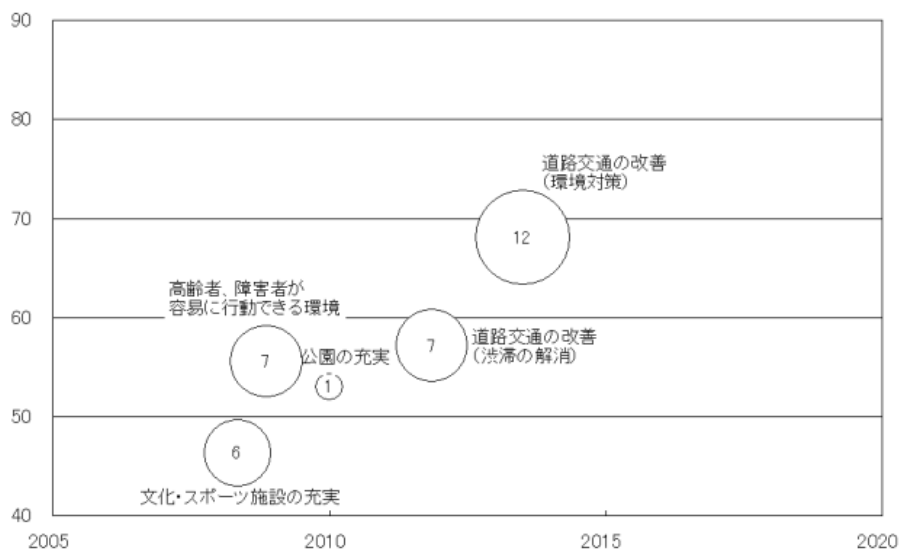 90
80
道路交通の改善
(環境対策)
70
12
高齢者、障害者が
容易に行動できる環境
60
7
公園の充実
7
道路交通の改善
(渋滞の解消)
1
50
6
文化・スポーツ施設の充実
40
2005
2010
2015
2020